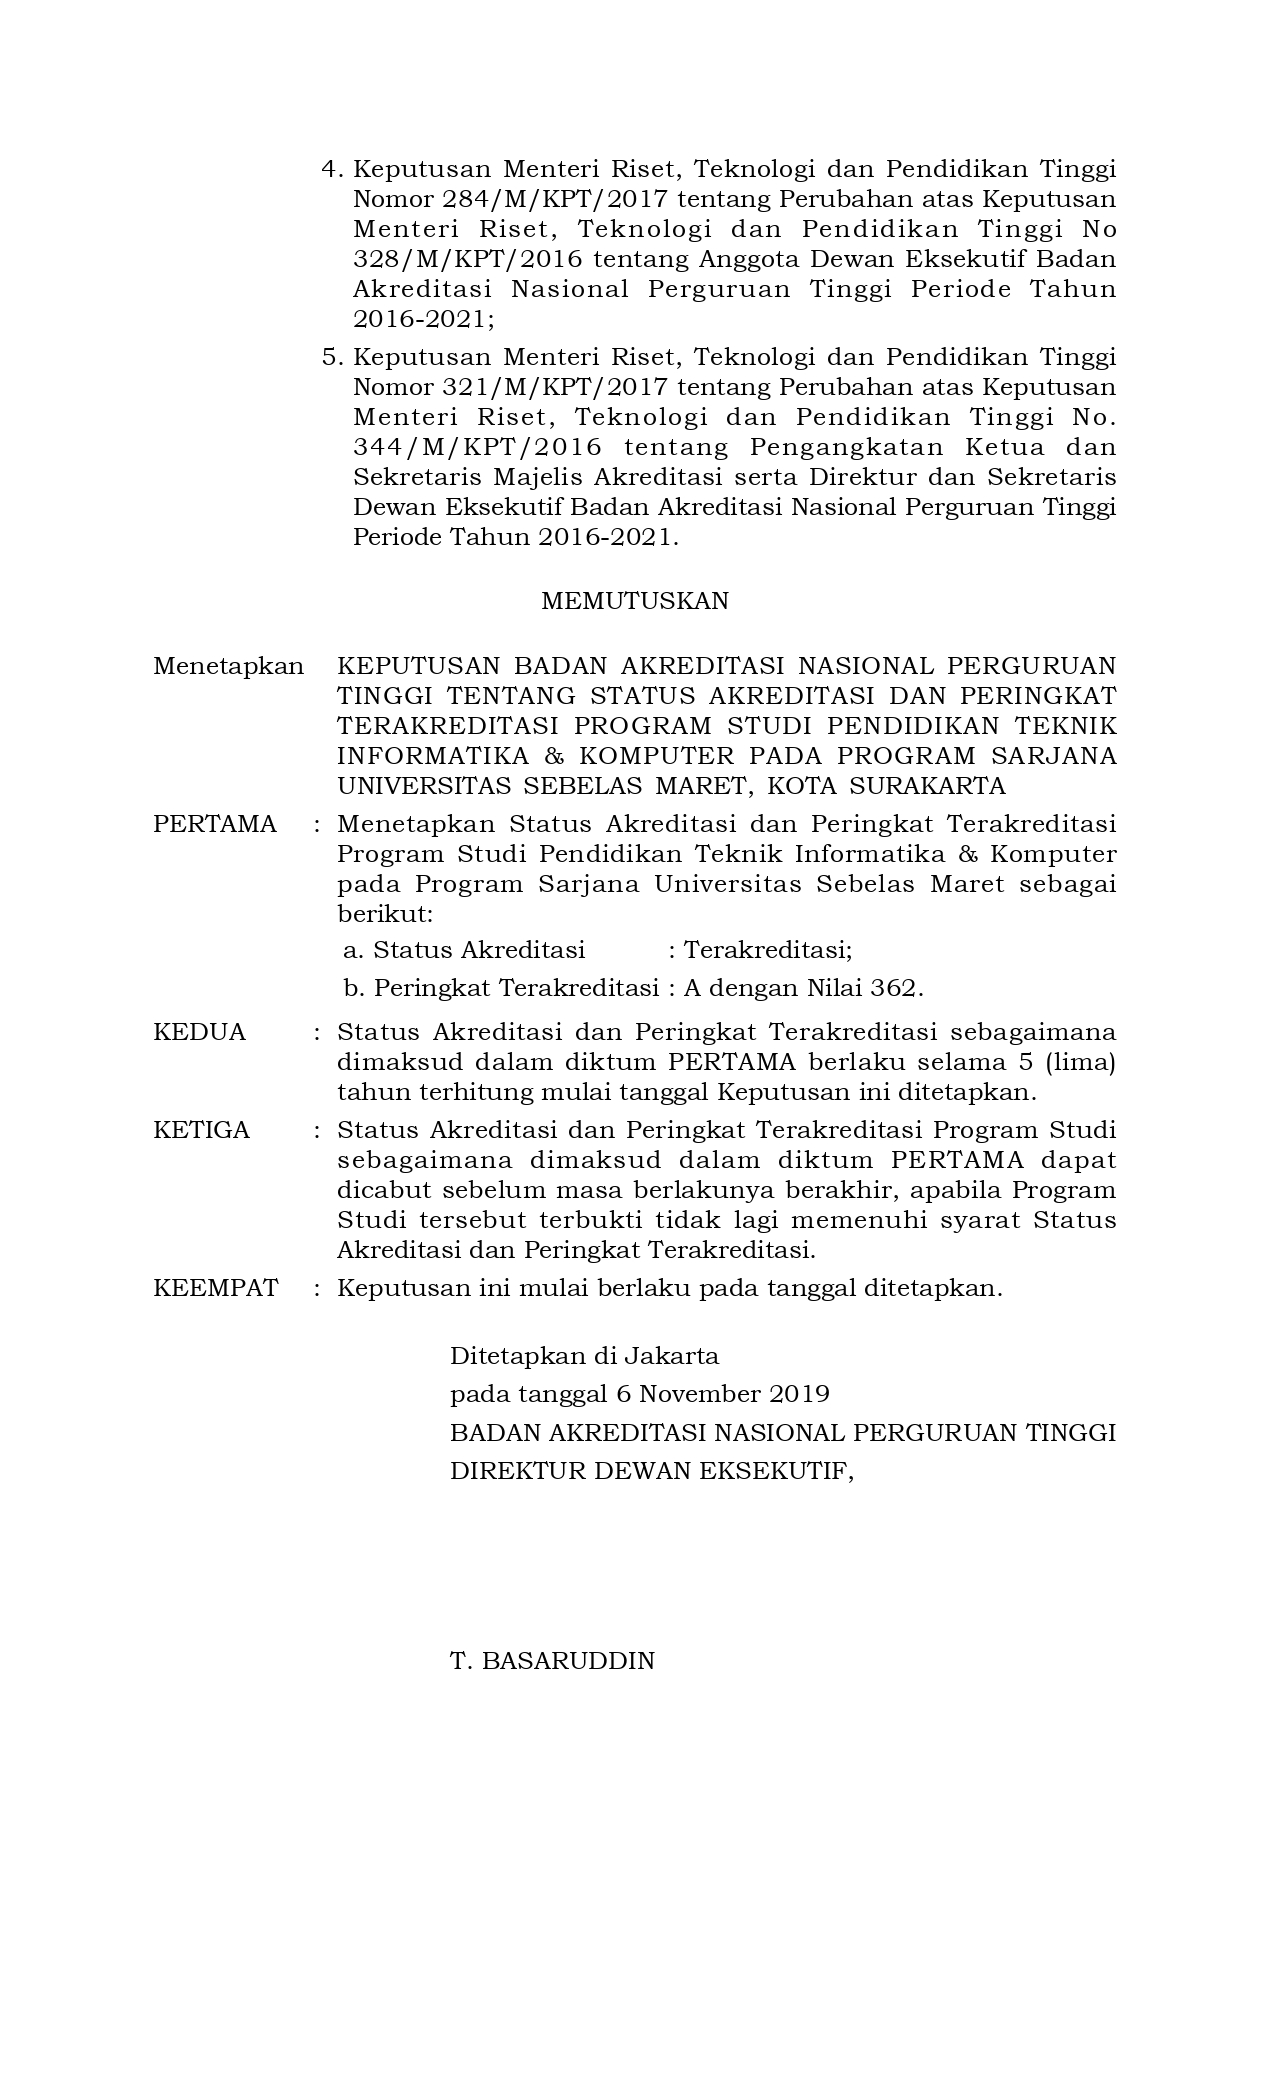 4. Keputusan Menteri Riset, Teknologi dan Pendidikan Tinggi
Nomor 284/M/KPT/2017 tentang Perubahan atas Keputusan
Menteri Riset, Teknologi dan Pendidikan Tinggi No
328/M/KPT/2016 tentang Anggota Dewan Eksekutif Badan
Akreditasi Nasional Perguruan Tinggi Periode Tahun
2016-2021;
5. Keputusan Menteri Riset, Teknologi dan Pendidikan Tinggi
Nomor 321/M/KPT/2017 tentang Perubahan atas Keputusan
Menteri Riset, Teknologi dan Pendidikan Tinggi No.
344/M/KPT/2016 tentang Pengangkatan Ketua dan
Sekretaris Majelis Akreditasi serta Direktur dan Sekretaris
Dewan Eksekutif Badan Akreditasi Nasional Perguruan Tinggi
Periode Tahun 2016-2021.
MEMUTUSKAN
Menetapkan KEPUTUSAN BADAN AKREDITASI NASIONAL PERGURUAN
TINGGI TENTANG STATUS AKREDITASI DAN PERINGKAT
TERAKREDITASI PROGRAM STUDI PENDIDIKAN TEKNIK
INFORMATIKA & KOMPUTER PADA PROGRAM SARJANA
UNIVERSITAS SEBELAS MARET, KOTA SURAKARTA
PERTAMA : Menetapkan Status Akreditasi dan Peringkat Terakreditasi
Program Studi Pendidikan Teknik Informatika & Komputer
pada Program Sarjana Universitas Sebelas Maret sebagai
berikut:
a. Status Akreditasi : Terakreditasi;
b. Peringkat Terakreditasi : A dengan Nilai 362.
KEDUA : Status Akreditasi dan Peringkat Terakreditasi sebagaimana
dimaksud dalam diktum PERTAMA berlaku selama 5 (lima)
tahun terhitung mulai tanggal Keputusan ini ditetapkan.
KETIGA : Status Akreditasi dan Peringkat Terakreditasi Program Studi
sebagaimana dimaksud dalam diktum PERTAMA dapat
dicabut sebelum masa berlakunya berakhir, apabila Program
Studi tersebut terbukti tidak lagi memenuhi syarat Status
Akreditasi dan Peringkat Terakreditasi.
KEEMPAT : Keputusan ini mulai berlaku pada tanggal ditetapkan.
Ditetapkan di Jakarta
pada tanggal 6 November 2019
BADAN AKREDITASI NASIONAL PERGURUAN TINGGI
DIREKTUR DEWAN EKSEKUTIF,
T. BASARUDDIN